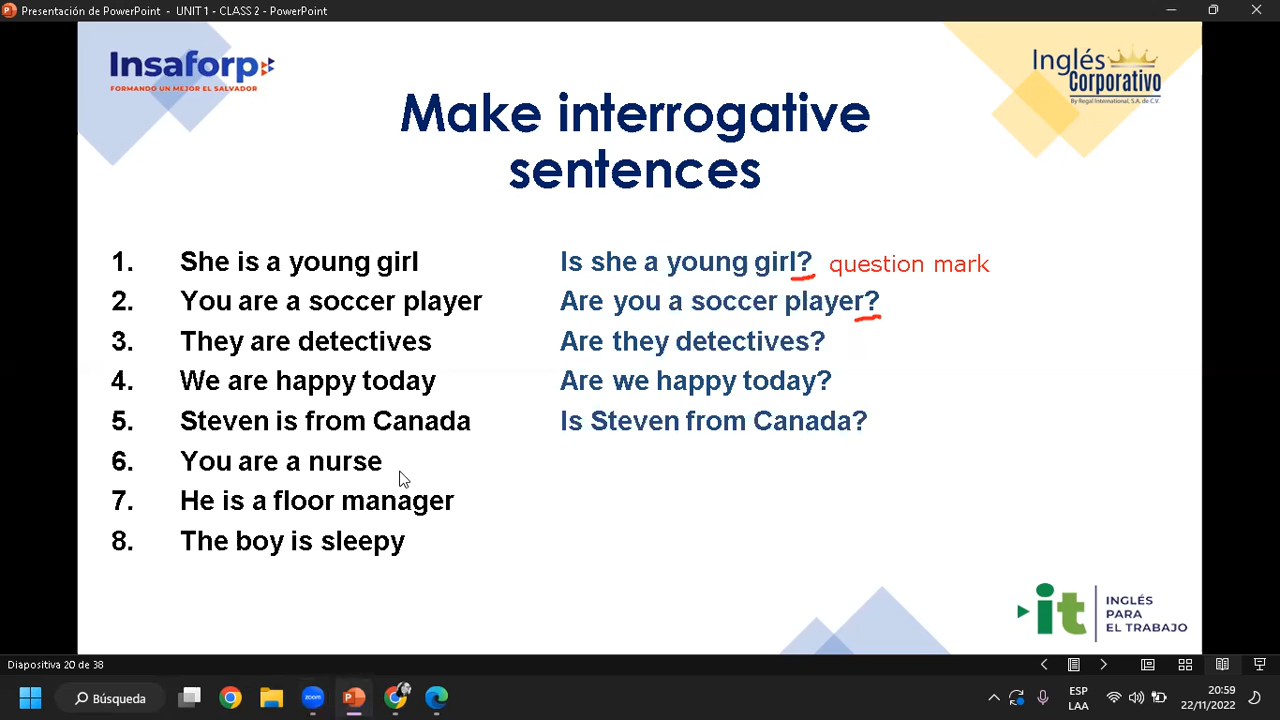 Presentación de PowerPoint - UNIT 1 - CLASS 2 - PowerPoint
Insaforp
FORMANDO UN MEJOR EL SALVADOR
Inglés
Corporativo
By Regal International, S.A. de C.V.
Make interrogative
sentences
1. She is a young girl Is she a young girl? question mark
2. You are a soccer player Are you a soccer player?
3. They are detectives Are they detectives?
4. We are happy today Are we happy today?
5. Steven is from Canada Is Steven from Canada?
6. You are a nurse
7. He is a floor manager
8. The boy is sleepy
it INGLÉS
PARA
EL TRABAJO
Diapositiva 20 de 38
Búsqueda
zoom
ESP
LAA
20:59
22/11/2022